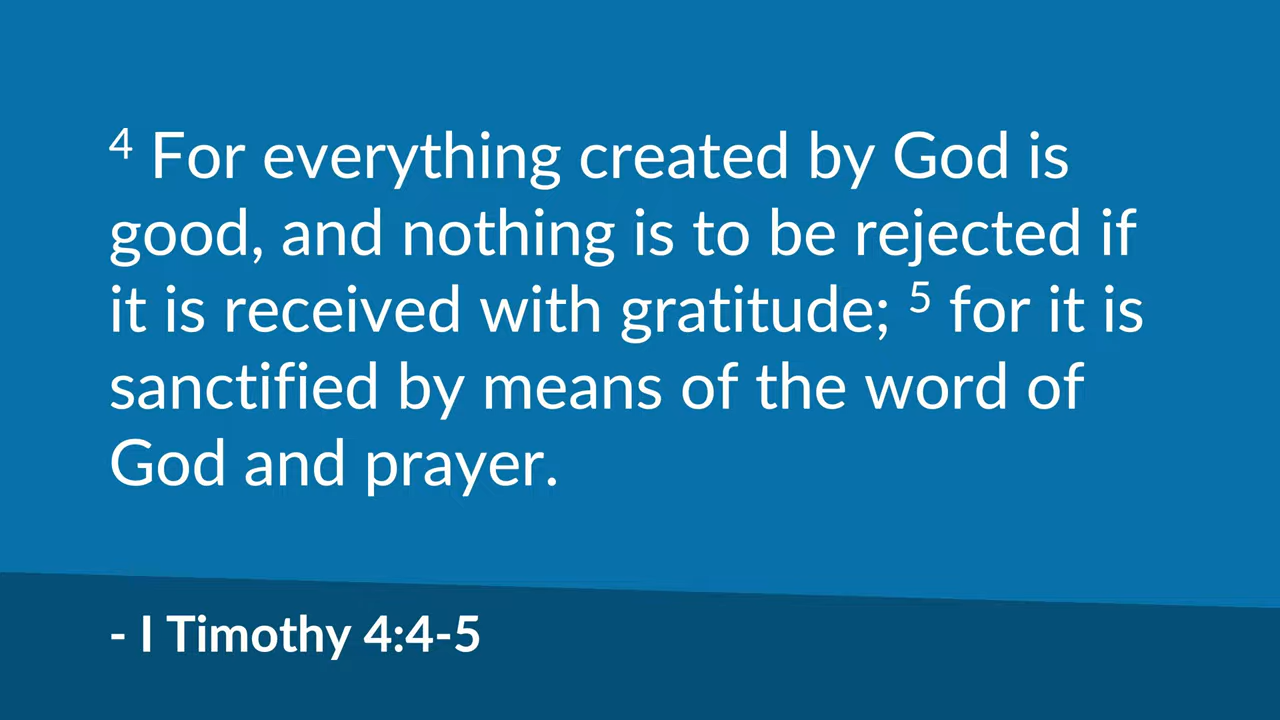 4 For everything created by God is
good, and nothing is to be rejected if
it is received with gratitude; 5 for it is
sanctified by means of the word of
God and prayer.
- I Timothy 4:4-5